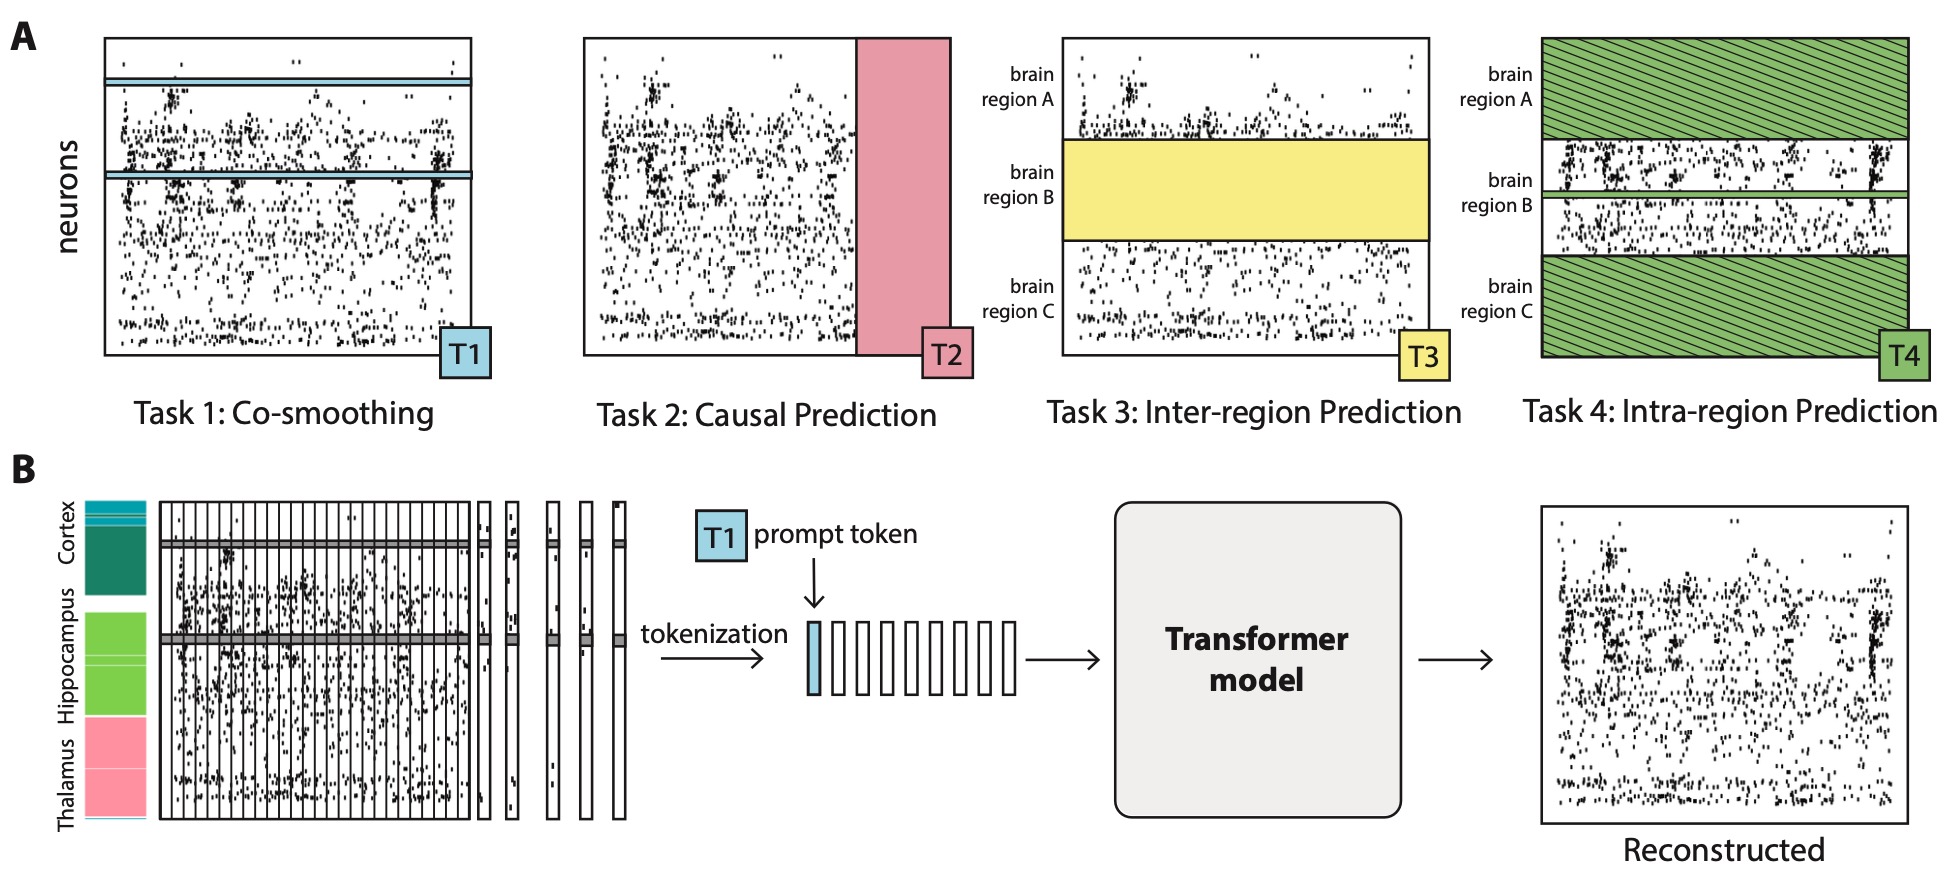 A
neurons
T1
Task 1: Co-smoothing
T2
Task 2: Causal Prediction
brain
region A
brain
region B
brain
region C
T3
Task 3: Inter-region Prediction
brain
region A
brain
region B
brain
region C
T4
Task 4: Intra-region Prediction
B
Cortex
Hippocampus
Thalamus
tokenization
T1 prompt token
Transformer
model
Reconstructed